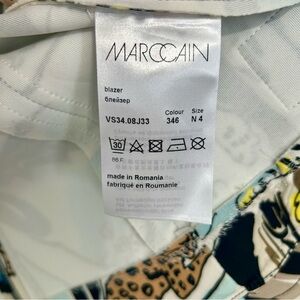 MARCCAIN
blazer
блейзер
Colour Size
VS34.08J33 346 N 4
30
86 F
made in Romania
fabriqué en Roumanie